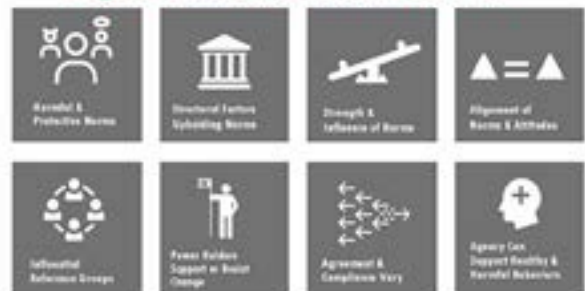 Harmful &
Protective Norms
Structural Factors
Upholding Norms
Strength &
Influence of Norms
Alignment of
Norms & Attitudes
Influential
Reference Groups
Power Holders
Support or Resist
Change
Agreement &
Compliance Vary
Agency Can
Support Healthy &
Harmful Behaviors